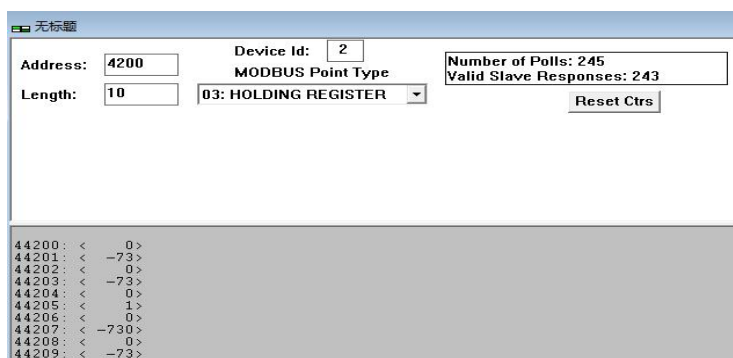 无标题
Address: 4200
Device Id: 2
MODBUS Point Type
Length: 10
03: HOLDING REGISTER
Number of Polls: 245
Valid Slave Responses: 243
Reset Ctrs
44200: <     0>
44201: <   -73>
44202: <     0>
44203: <   -73>
44204: <     0>
44205: <     1>
44206: <     0>
44207: <  -730>
44208: <     0>
44209: <   -73>